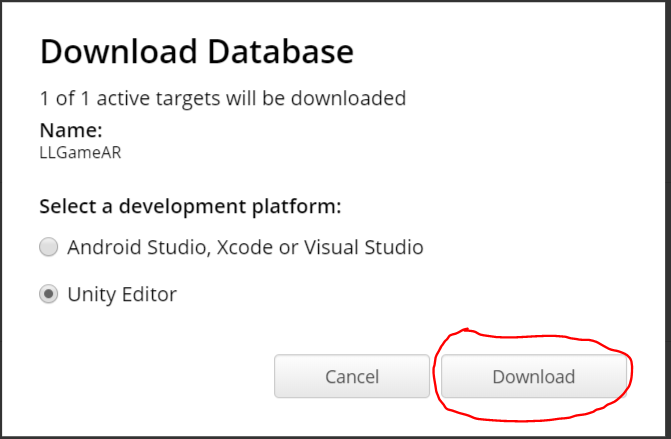 Download Database
1 of 1 active targets will be downloaded
Name:
LLGameAR
Select a development platform:
Android Studio, Xcode or Visual Studio
Unity Editor
Cancel
Download